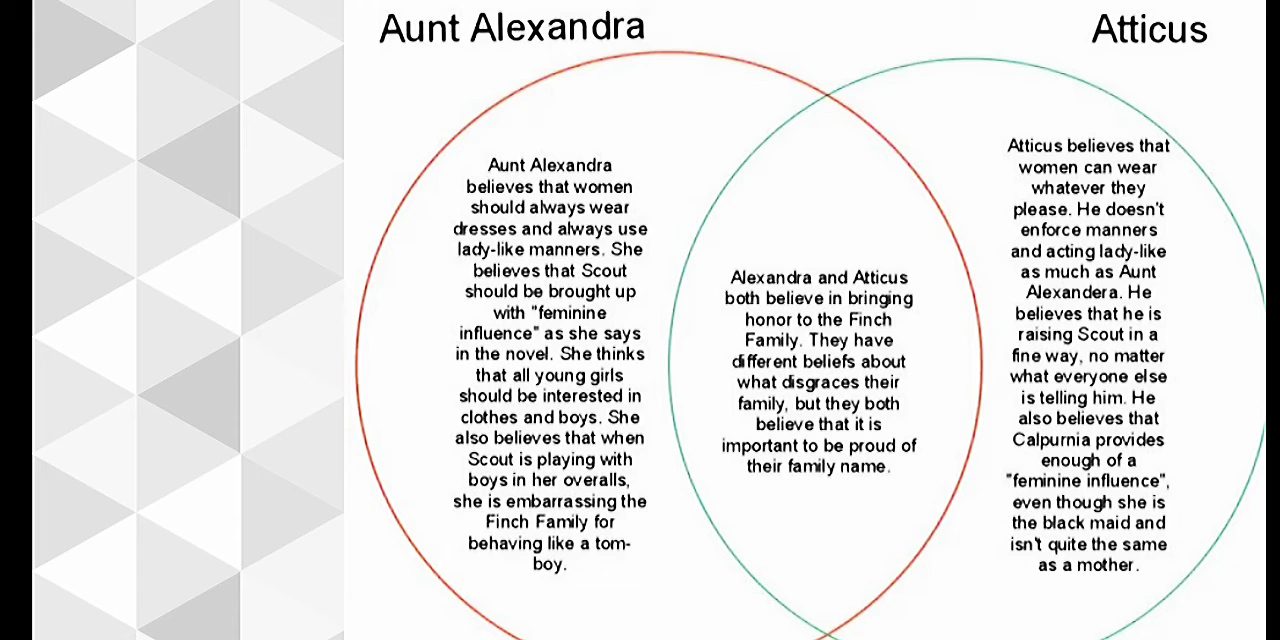 Aunt Alexandra
Atticus
Aunt Alexandra
believes that women
should always wear
dresses and always use
lady-like manners. She
believes that Scout
should be brought up
with "feminine
influence" as she says
in the novel. She thinks
that all young girls
should be interested in
clothes and boys. She
also believes that when
Scout is playing with
boys in her overalls,
she is embarrassing the
Finch Family for
behaving like a tom-
boy.
Alexandra and Atticus
both believe in bringing
honor to the Finch
Family. They have
different beliefs about
what disgraces their
family, but they both
believe that it is
important to be proud of
their family name.
Atticus believes that
women can wear
whatever they
please. He doesn't
enforce manners
and acting lady-like
as much as Aunt
Alexandera. He
believes that he is
raising Scout in a
fine way, no matter
what everyone else
is telling him. He
also believes that
Calpurnia provides
enough of a
"feminine influence",
even though she is
the black maid and
isn't quite the same
as a mother.